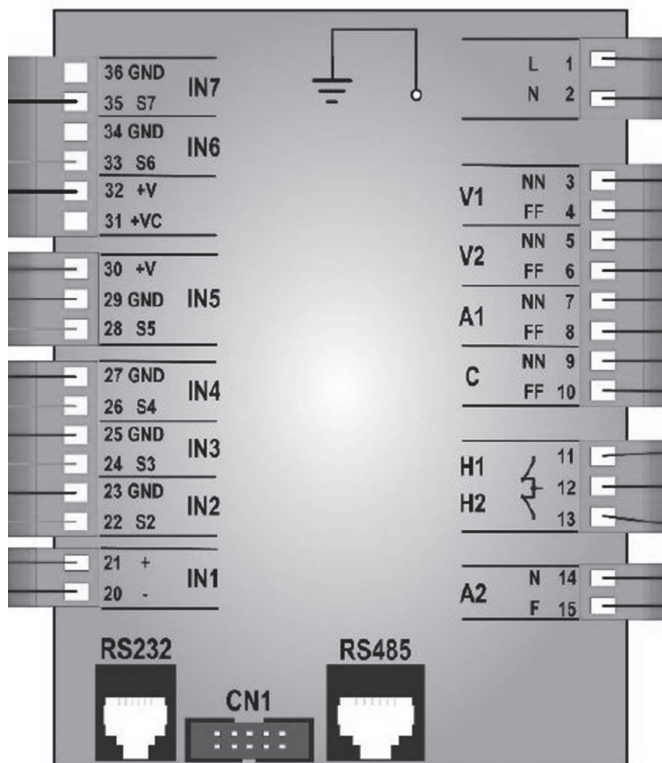 36 GND
35 S7
IN7
34 GND
33 S6
IN6
32 +V
31 +VC
30 +V
29 GND
28 S5
IN5
27 GND
26 S4
IN4
25 GND
24 S3
IN3
23 GND
22 S2
IN2
21 +
20 -
IN1
L 1
N 2
V1
NN 3
FF 4
V2
NN 5
FF 6
A1
NN 7
FF 8
C
NN 9
FF 10
H1
H2
11
12
13
A2
N 14
F 15
RS232
CN1
RS485